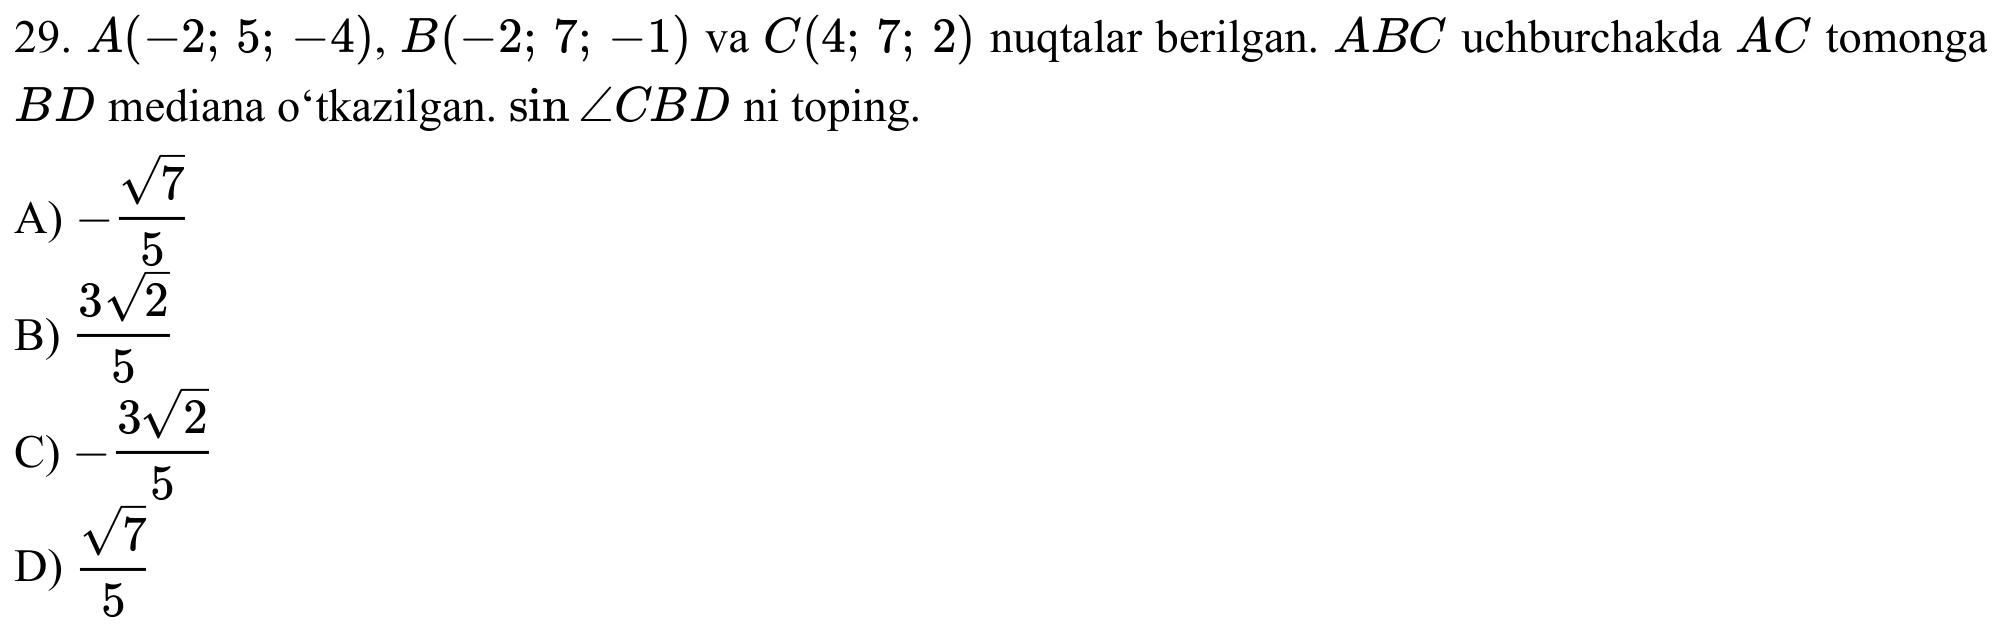 29. A(−2; 5; −4), B(−2; 7; −1) va C(4; 7; 2) nuqtalar berilgan. ABC uchburchakda AC tomonga
BD mediana o‘tkazilgan. sin ∠CBD ni toping.
A) −√7/5
B) 3√2/5
C) −3√2/5
D) √7/5